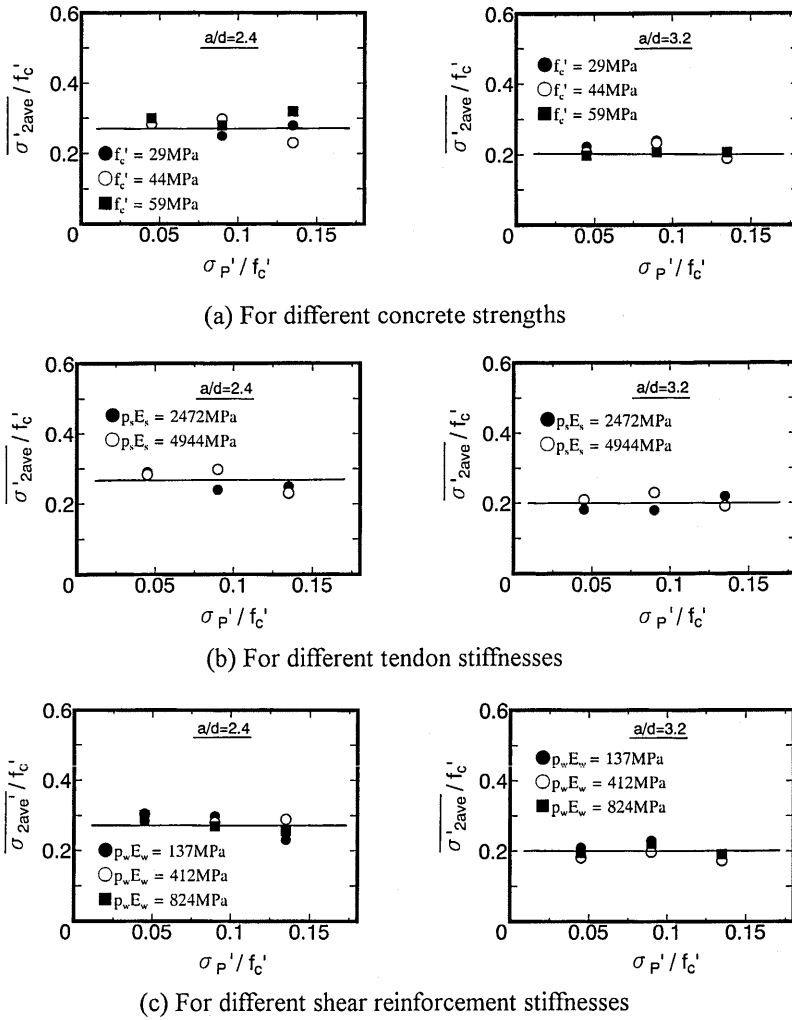 a/d=2.4
0.6
0.4
0.2
0
0.05
0.1
0.15
σ'2ave / fc'
σP' / fc'
fc' = 29MPa
fc' = 44MPa
fc' = 59MPa
a/d=3.2
fc' = 29MPa
fc' = 44MPa
fc' = 59MPa
0.6
0.4
0.2
0
0.05
0.1
0.15
σ'2ave / fc'
σP' / fc'
(a) For different concrete strengths
a/d=2.4
psEs = 2472MPa
psEs = 4944MPa
0.6
0.4
0.2
0
0.05
0.1
0.15
σ'2ave / fc'
σP' / fc'
a/d=3.2
psEs = 2472MPa
psEs = 4944MPa
0.6
0.4
0.2
0
0.05
0.1
0.15
σ'2ave / fc'
σP' / fc'
(b) For different tendon stiffnesses
a/d=2.4
0.6
0.4
0.2
0
0.05
0.1
0.15
σ2ave' / fc'
σP' / fc'
pwEw = 137MPa
pwEw = 412MPa
pwEw = 824MPa
a/d=3.2
pwEw = 137MPa
pwEw = 412MPa
pwEw = 824MPa
0.6
0.4
0.2
0
0.05
0.1
0.15
σ'2ave / fc'
σP' / fc'
(c) For different shear reinforcement stiffnesses